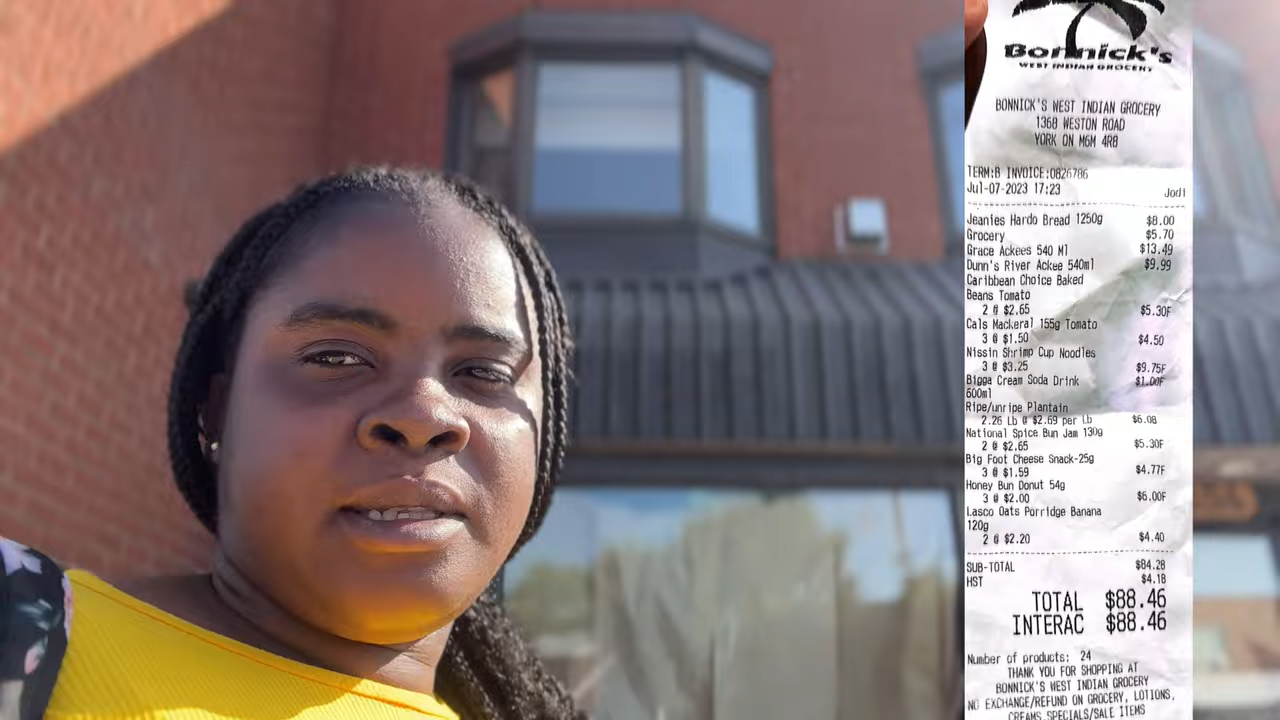 Bonnick's
WEST INDIAN GROCERY
BONNICK'S WEST INDIAN GROCERY
1368 WESTON ROAD
YORK ON M6M 4R8
TERM:B INVOICE:0826786
Jul-07-2023 17:23 Jodi
Jeanies Hardo Bread 1250g $8.00
Grocery $5.70
Grace Ackees 540 Ml $13.49
Dunn's River Ackee 540ml $9.99
Caribbean Choice Baked
Beans Tomato
2 @ $2.65 $5.30F
Cals Mackeral 155g Tomato
3 @ $1.50 $4.50
Nissin Shrimp Cup Noodles
3 @ $3.25 $9.75F
Bigga Cream Soda Drink $1.00F
600ml
Ripe/unripe Plantain
2.26 Lb @ $2.69 per Lb $6.08
National Spice Bun Jam 130g
2 @ $2.65 $5.30F
Big Foot Cheese Snack-25g
3 @ $1.59 $4.77F
Honey Bun Donut 54g
3 @ $2.00 $6.00F
Lasco Oats Porridge Banana
120g
2 @ $2.20 $4.40
SUB-TOTAL $84.28
HST $4.18
TOTAL $88.46
INTERAC $88.46
Number of products: 24
THANK YOU FOR SHOPPING AT
BONNICK'S WEST INDIAN GROCERY
NO EXCHANGE/REFUND ON GROCERY, LOTIONS,
CREAMS,SPECIALS/SALE ITEMS